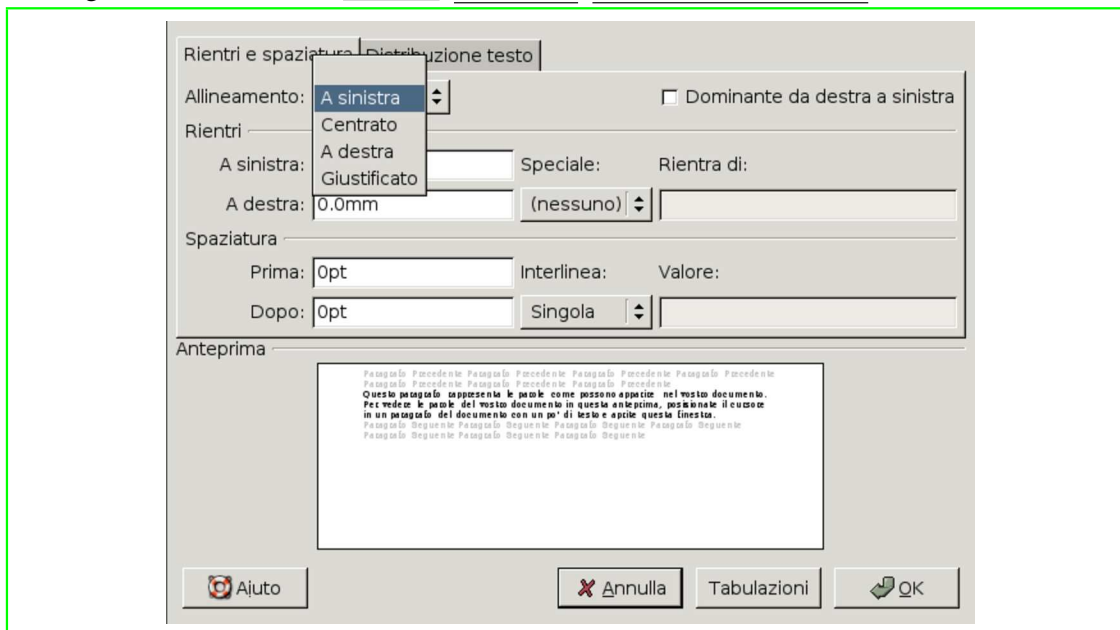 Rientri e spaziatura Distribuzione testo
Allineamento: A sinistra Dominante da destra a sinistra
Centrato
A destra
Giustificato
Rientri
A sinistra: Speciale: Rientra di:
A destra: 0.0mm (nessuno)
Spaziatura
Prima: 0pt Interlinea: Valore:
Dopo: 0pt Singola
Anteprima
Paragrafo Precedente Paragrafo Precedente Paragrafo Precedente Paragrafo Precedente
Paragrafo Precedente Paragrafo Precedente Paragrafo Precedente
Questo paragrafo rappresenta le parole come possono apparire nel vostro documento.
Per vedere le parole del vostro documento in questa anteprima, posizionate il cursore
in un paragrafo del documento con un po' di testo e aprite questa finestra.
Paragrafo Seguente Paragrafo Seguente Paragrafo Seguente Paragrafo Seguente
Paragrafo Seguente Paragrafo Seguente Paragrafo Seguente
Aiuto Annulla Tabulazioni OK